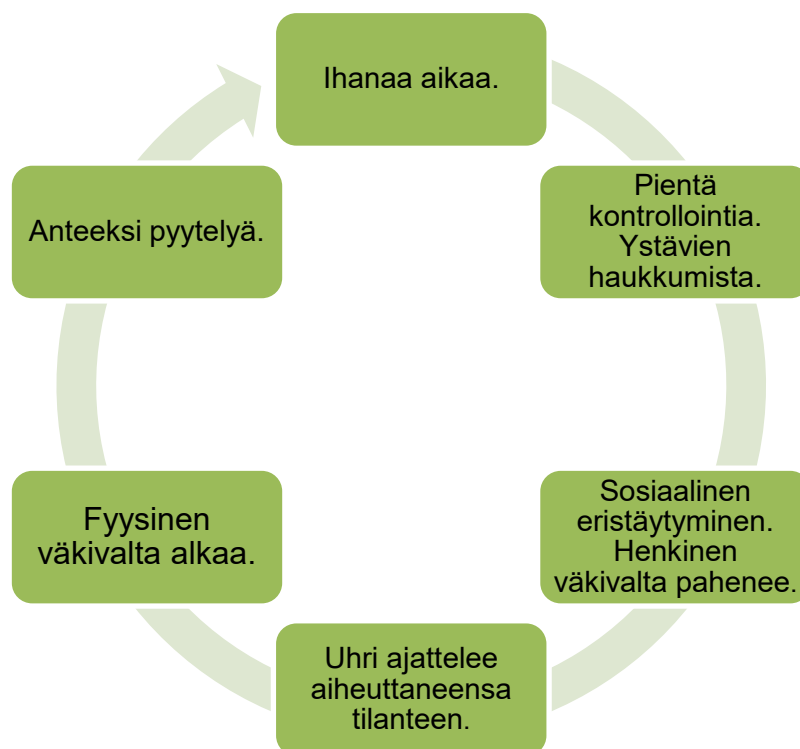 Ihanaa aikaa.
Pientä
kontrollointia.
Ystävien
haukkumista.
Sosiaalinen
eristäytyminen.
Henkinen
väkivalta pahenee.
Uhri ajattelee
aiheuttaneensa
tilanteen.
Fyysinen
väkivalta alkaa.
Anteeksi pyytelyä.